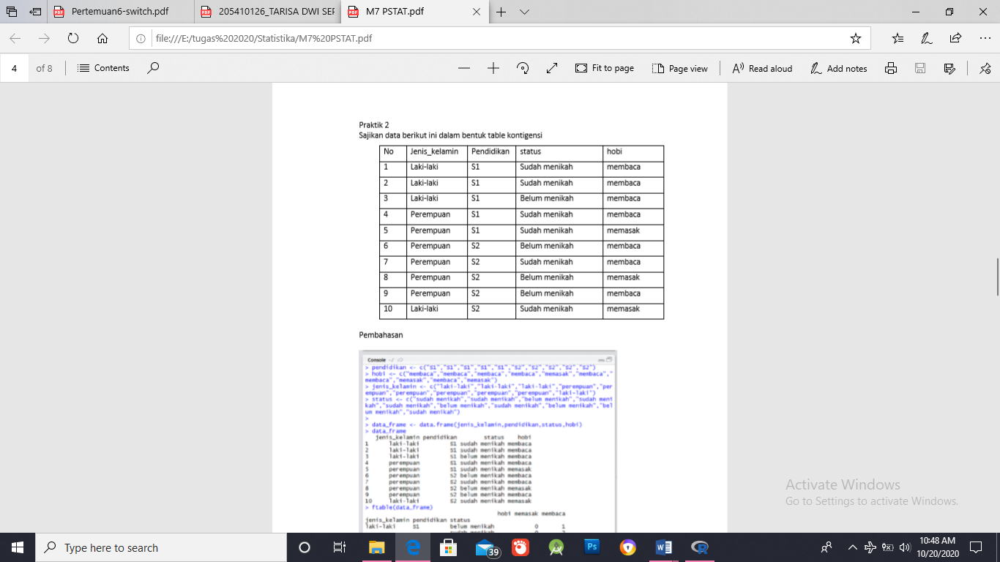 Pertemuan6-switch.pdf
205410126_TARISA DWI SEP
M7 PSTAT.pdf
file:///E:/tugas%202020/Statistika/M7%20PSTAT.pdf
4 of 8 Contents Fit to page Page view Read aloud Add notes
Praktik 2
Sajikan data berikut ini dalam bentuk table kontigensi
No Jenis_kelamin Pendidikan status hobi
1 Laki-laki S1 Sudah menikah membaca
2 Laki-laki S1 Sudah menikah membaca
3 Laki-laki S1 Belum menikah membaca
4 Perempuan S1 Sudah menikah membaca
5 Perempuan S1 Sudah menikah memasak
6 Perempuan S2 Belum menikah membaca
7 Perempuan S2 Sudah menikah membaca
8 Perempuan S2 Belum menikah memasak
9 Perempuan S2 Belum menikah membaca
10 Laki-laki S2 Sudah menikah memasak
Pembahasan
Console ~/
> pendidikan <- c("S1","S1","S1","S1","S1","S2","S2","S2","S2","S2")
> hobi <- c("membaca","membaca","membaca","membaca","memasak","membaca","
membaca","memasak","membaca","memasak")
> jenis_kelamin <- c("laki-laki","laki-laki","laki-laki","perempuan","per
empuan","perempuan","perempuan","perempuan","perempuan","laki-laki")
> status <- c("sudah menikah","sudah menikah","belum menikah","sudah meni
kah","sudah menikah","belum menikah","sudah menikah","belum menikah","bel
um menikah","sudah menikah")
>
> data_frame <- data.frame(jenis_kelamin,pendidikan,status,hobi)
> data_frame
jenis_kelamin pendidikan status hobi
1 laki-laki S1 sudah menikah membaca
2 laki-laki S1 sudah menikah membaca
3 laki-laki S1 belum menikah membaca
4 perempuan S1 sudah menikah membaca
5 perempuan S1 sudah menikah memasak
6 perempuan S2 belum menikah membaca
7 perempuan S2 sudah menikah membaca
8 perempuan S2 belum menikah memasak
9 perempuan S2 belum menikah membaca
10 laki-laki S2 sudah menikah memasak
> ftable(data_frame)
hobi memasak membaca
jenis_kelamin pendidikan status
laki-laki S1 belum menikah 0 1
Activate Windows
Go to Settings to activate Windows.
Type here to search
39
Ps
10:48 AM
10/20/2020